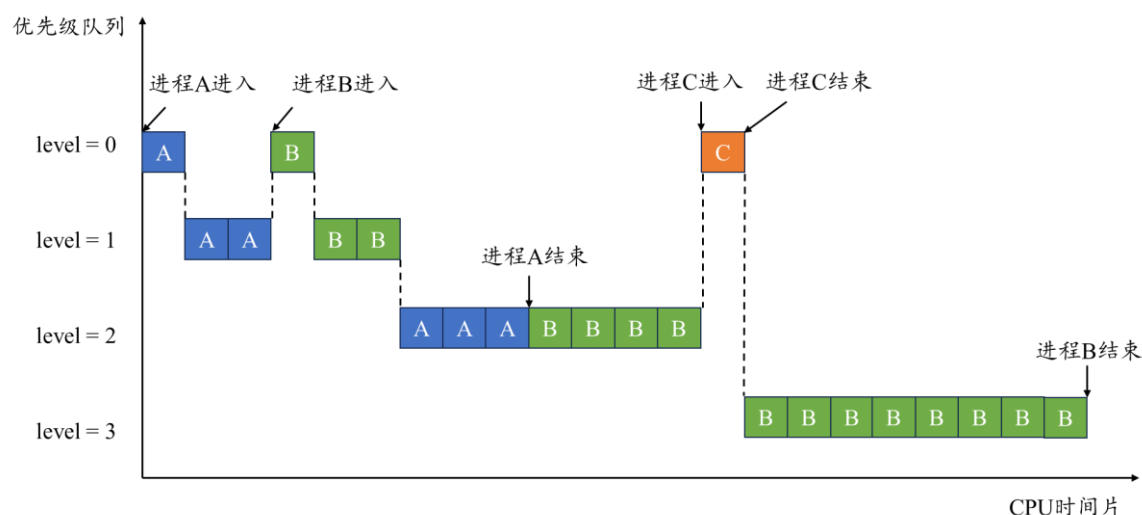 优先级队列
进程A进入
进程B进入
进程C进入
进程C结束
level = 0
A
B
C
level = 1
A A
B B
进程A结束
level = 2
A A A B B B B
进程B结束
level = 3
B B B B B B B B
CPU时间片